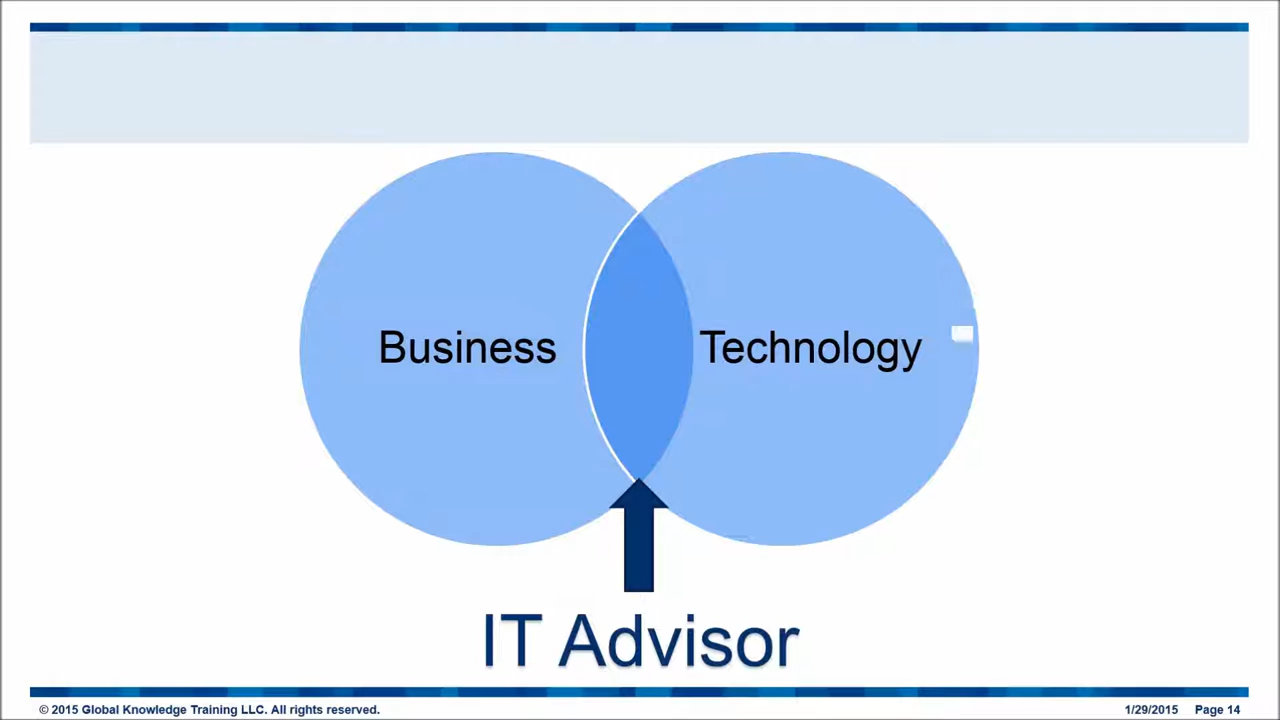 Business
Technology
IT Advisor
© 2015 Global Knowledge Training LLC. All rights reserved.
1/29/2015 Page 14